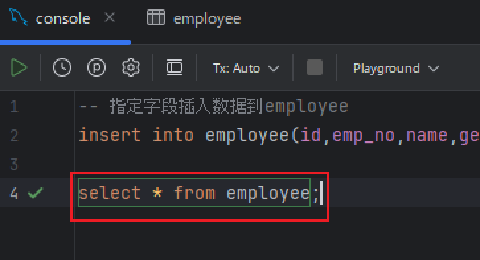 console × employee
Tx: Auto Playground
1 -- 指定字段插入数据到employee
2 insert into employee(id,emp_no,name,ge
3
4 select * from employee;